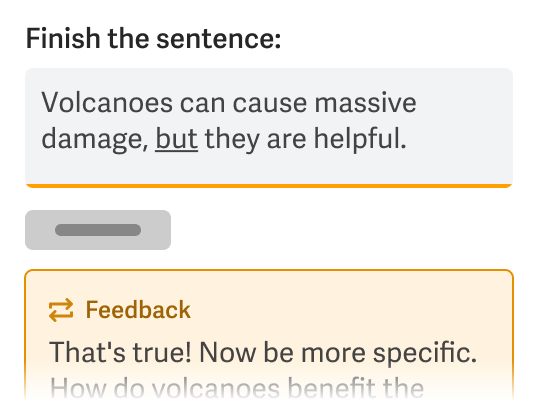 Finish the sentence:
Volcanoes can cause massive
damage, but they are helpful.
Feedback
That's true! Now be more specific.
How do volcanoes benefit the